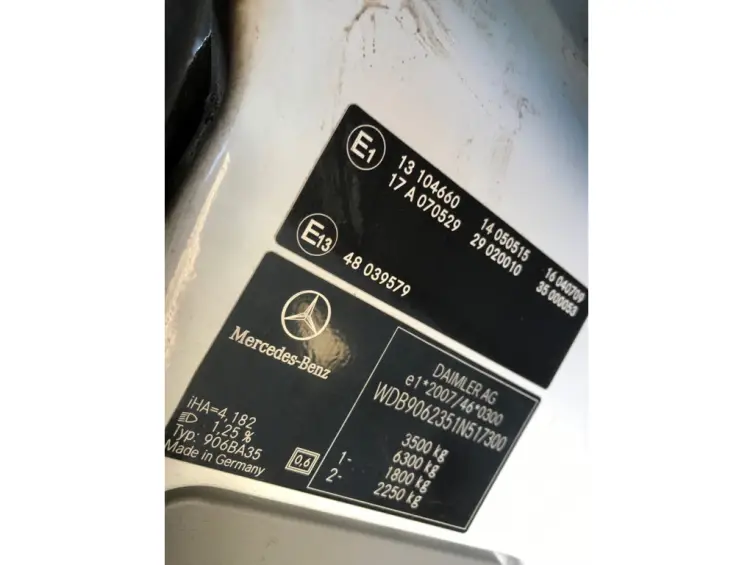 E1
13 104660 14 050515 16 040709
17 A 070529 29 020010 35 000053
E13
48 039579
Mercedes-Benz
iHA=4,182
1,25 %
Typ: 906BA35
Made in Germany
0,6
DAIMLER AG
e1*2007/46*0300
WDB9062351N517300
3500 kg
6300 kg
1- 1800 kg
2- 2250 kg